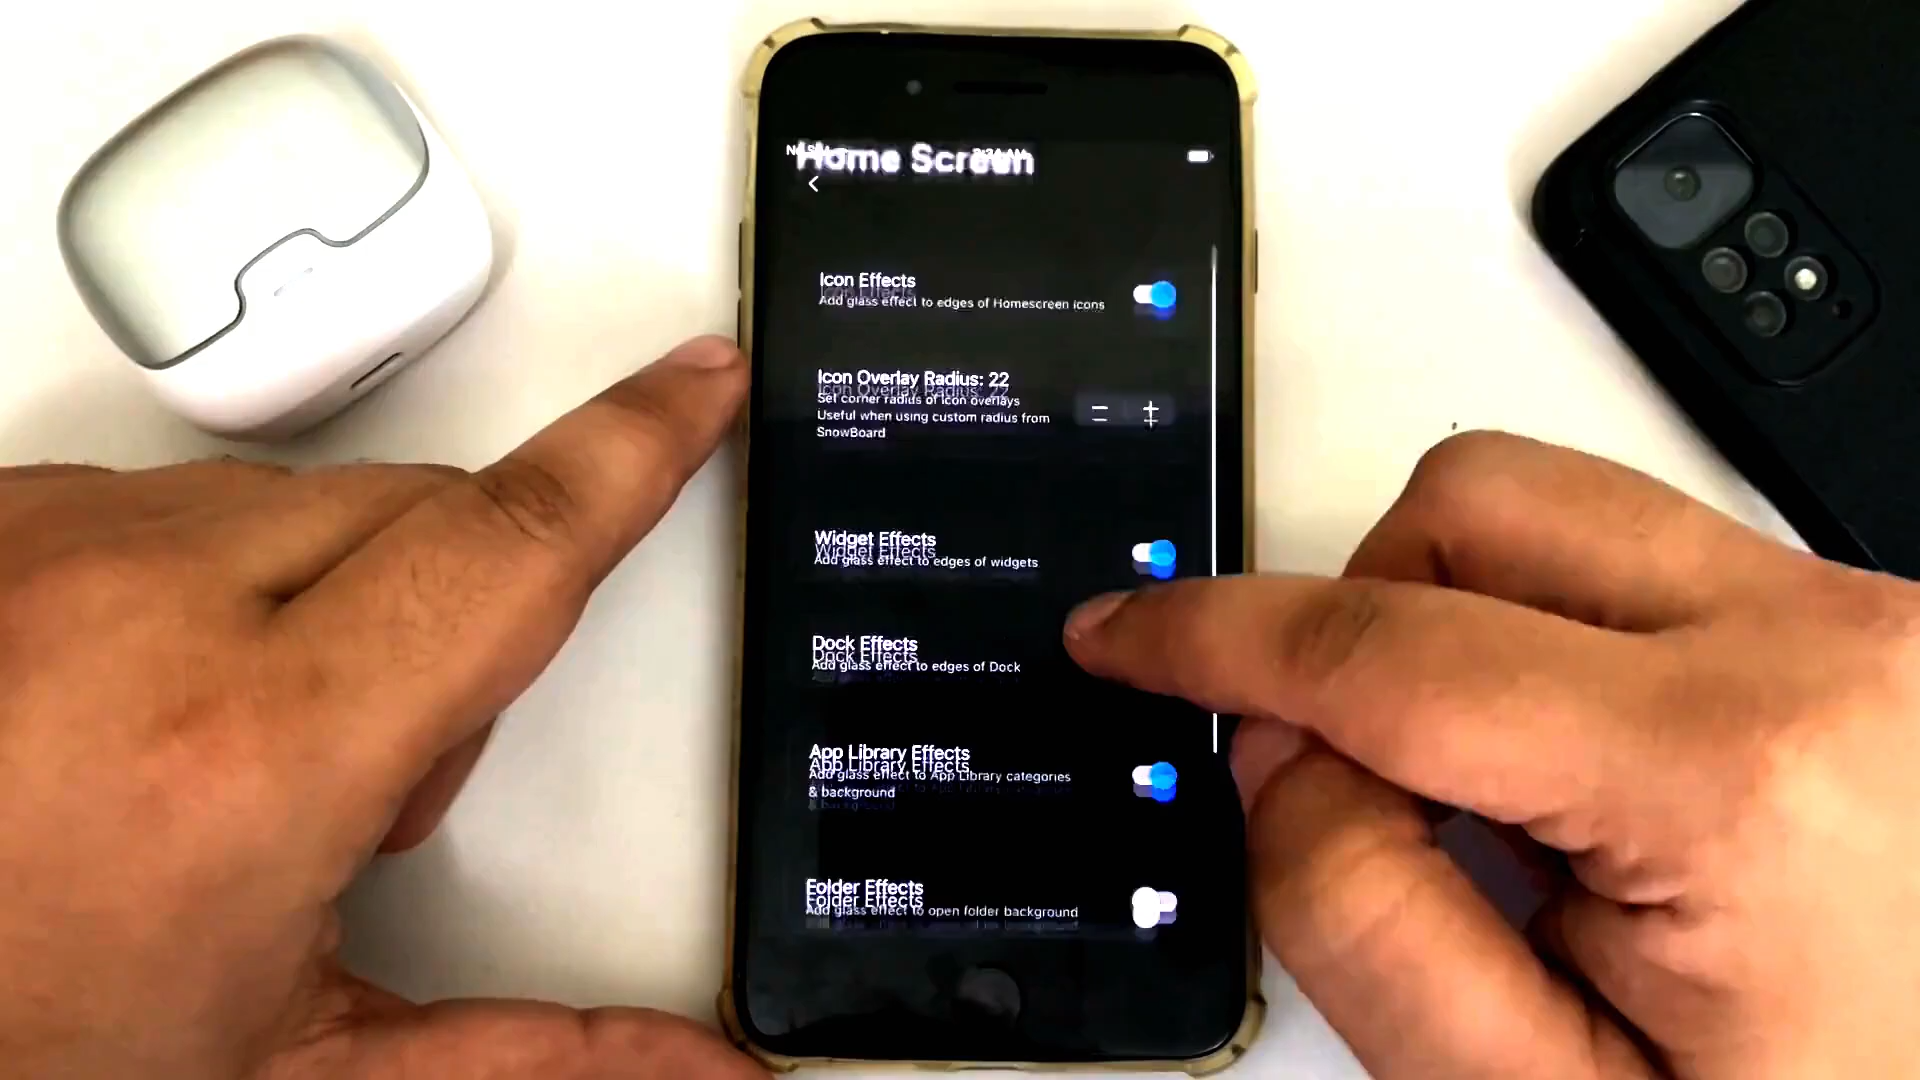 Home Screen
Icon Effects
Add glass effect to edges of Homescreen icons
Icon Overlay Radius: 22
Set corner radius of icon overlays
Useful when using custom radius from
SnowBoard
Widget Effects
Add glass effect to edges of widgets
Dock Effects
Add glass effect to edges of Dock
App Library Effects
Add glass effect to App Library categories
& background
Folder Effects
Add glass effect to open folder background